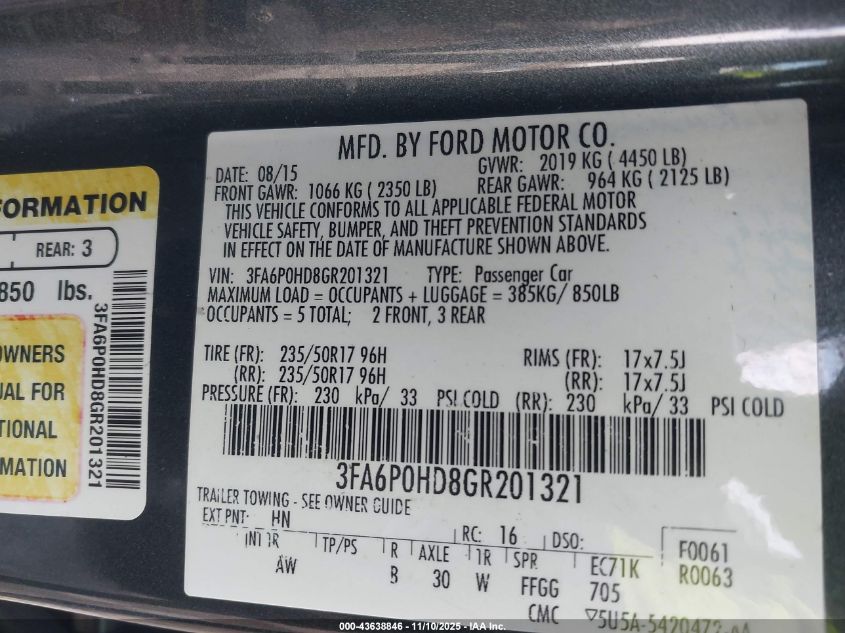 FORMATION
REAR: 3
850 lbs.
3FA6P0HD8GR201321
OWNERS
UAL FOR
TIONAL
RMATION
MFD. BY FORD MOTOR CO.
DATE: 08/15 GVWR: 2019 KG ( 4450 LB)
FRONT GAWR: 1066 KG ( 2350 LB) REAR GAWR: 964 KG ( 2125 LB)
THIS VEHICLE CONFORMS TO ALL APPLICABLE FEDERAL MOTOR
VEHICLE SAFETY, BUMPER, AND THEFT PREVENTION STANDARDS
IN EFFECT ON THE DATE OF MANUFACTURE SHOWN ABOVE.
VIN: 3FA6P0HD8GR201321 TYPE: Passenger Car
MAXIMUM LOAD = OCCUPANTS + LUGGAGE = 385KG/ 850LB
OCCUPANTS = 5 TOTAL; 2 FRONT, 3 REAR
TIRE (FR): 235/50R17 96H RIMS (FR): 17x7.5J
(RR): 235/50R17 96H (RR): 17x7.5J
PRESSURE (FR): 230 kPa/ 33 PSI COLD (RR): 230 kPa/ 33 PSI COLD
3FA6P0HD8GR201321
TRAILER TOWING - SEE OWNER GUIDE
EXT PNT: HN RC: 16 DSO: F0061
INT TR TP/PS R AXLE TR SPR EC71K R0063
AW B 30 W FFGG 705
CMC 5U5A-5420472-AA
000-43638846 - 11/10/2025 - IAA Inc.